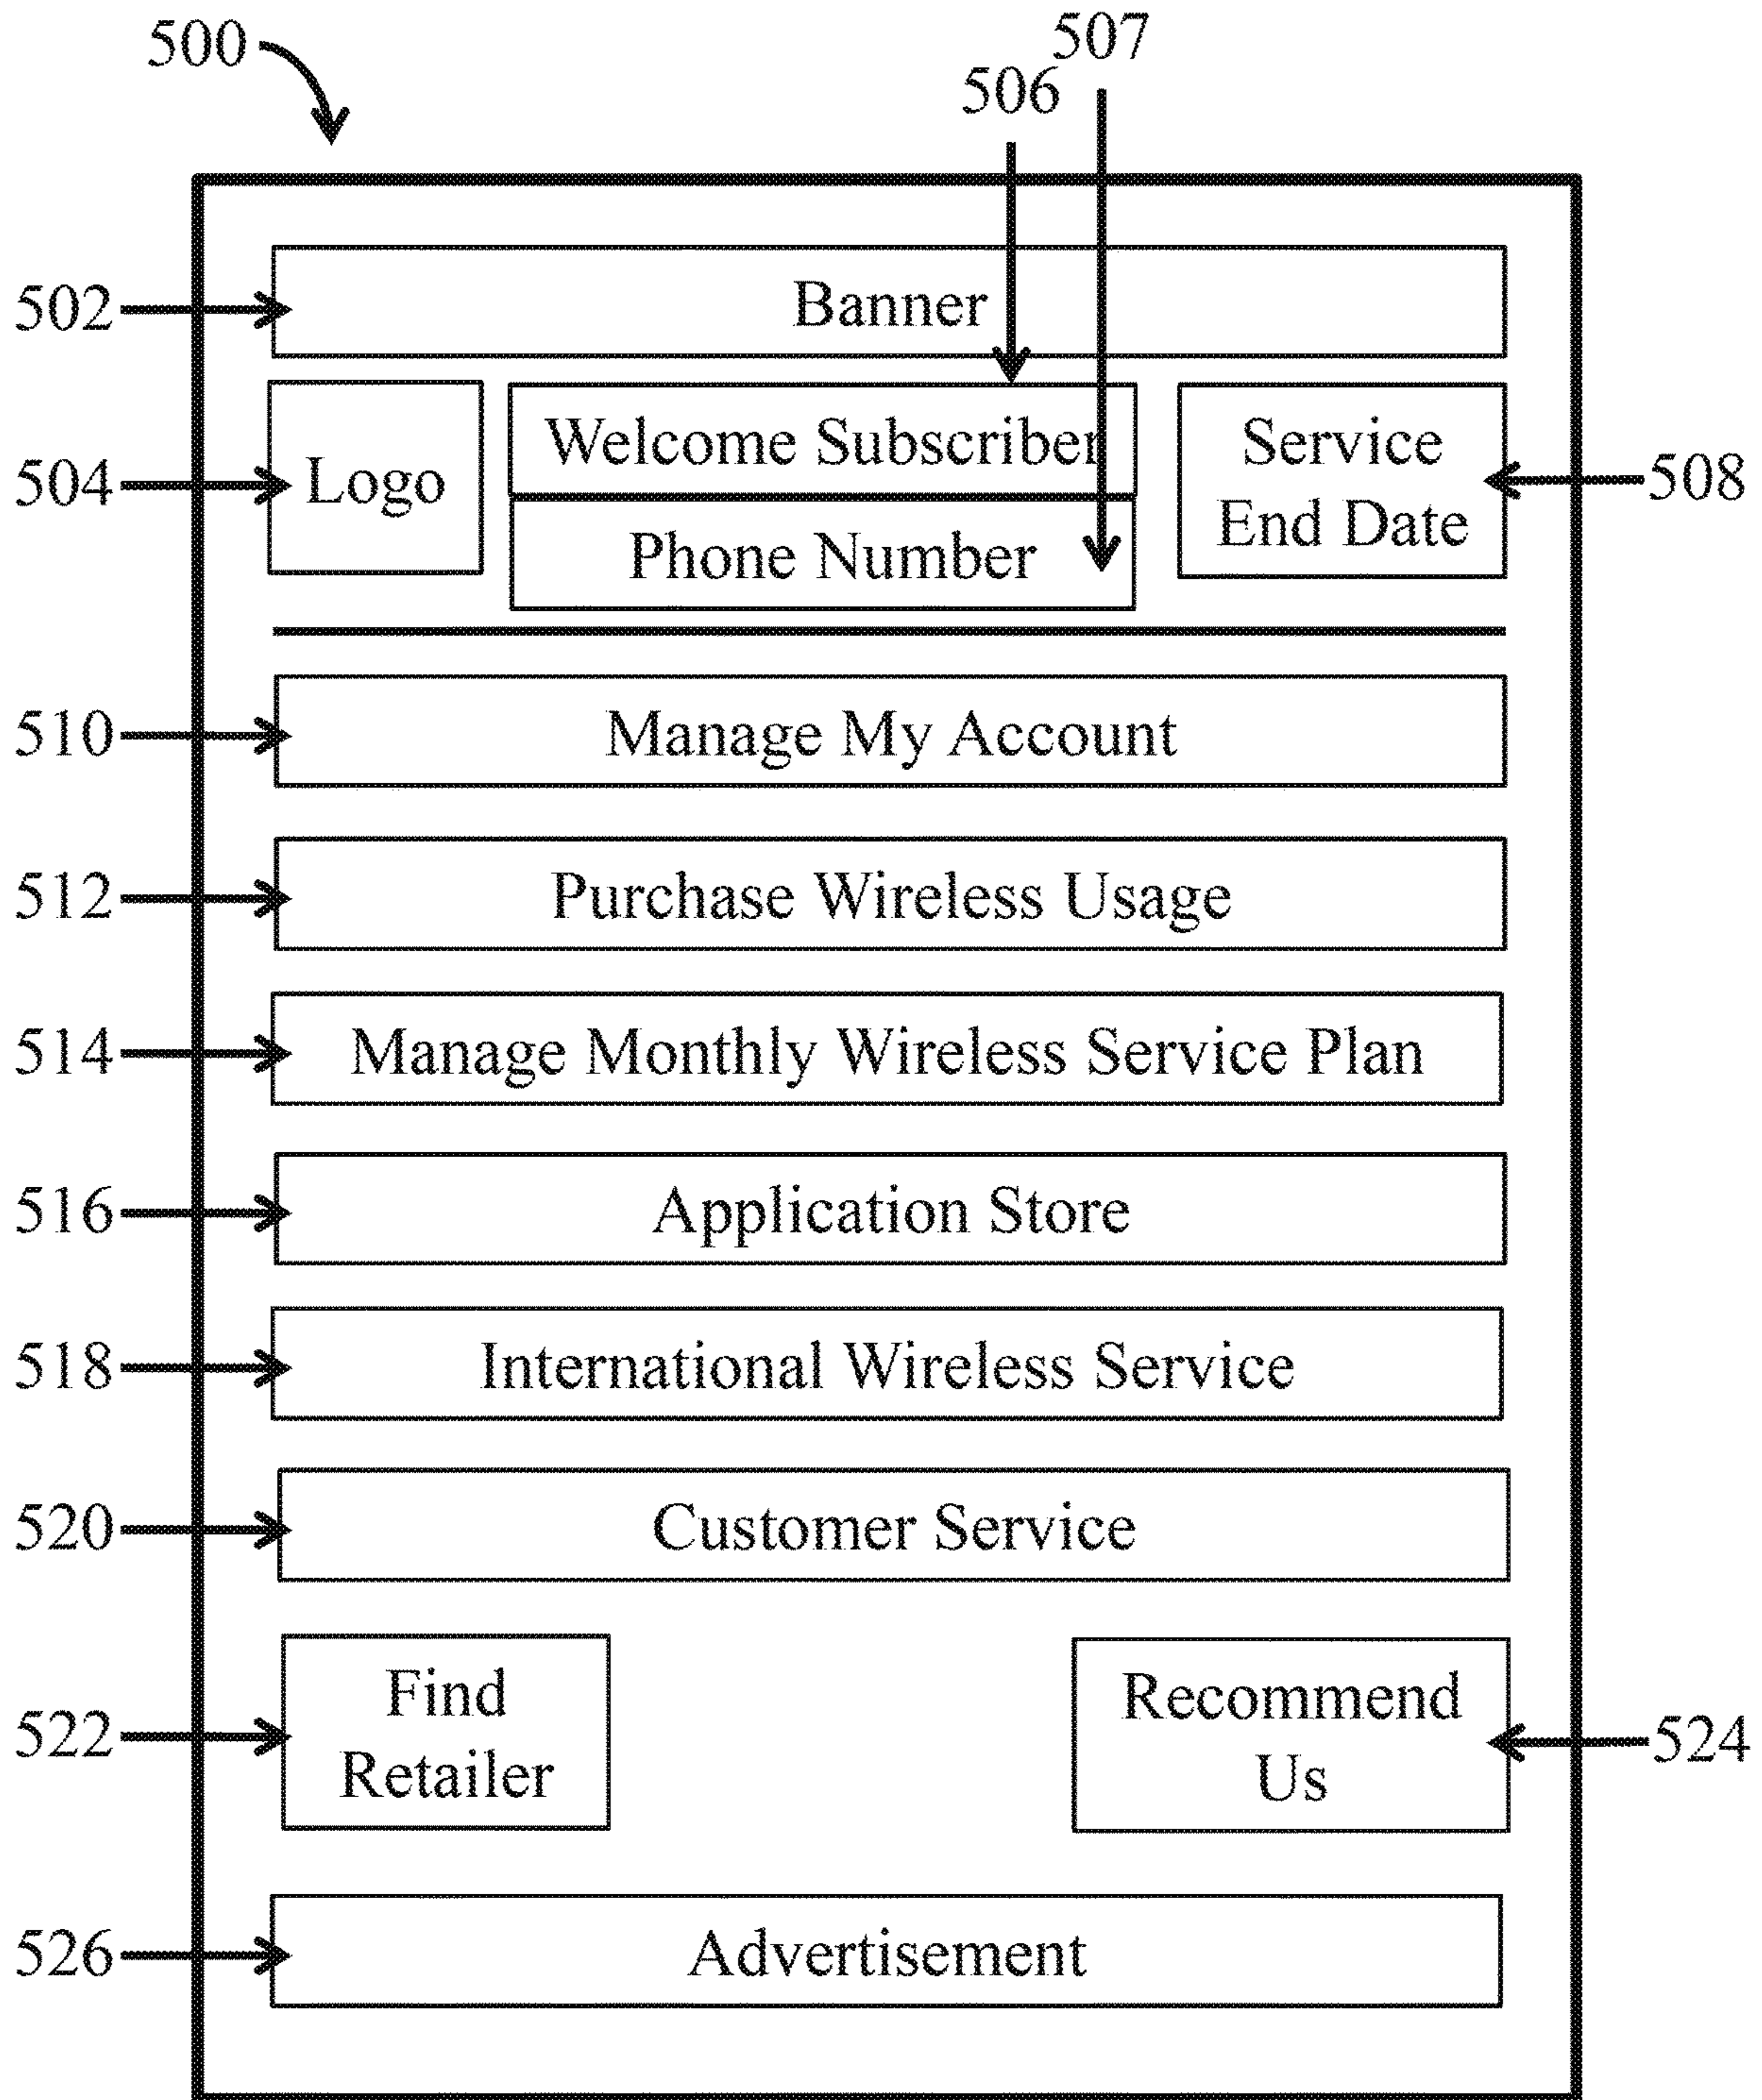 500
507
506
502
Banner
504
Logo
Welcome Subscriber
Phone Number
Service
End Date
508
510
Manage My Account
512
Purchase Wireless Usage
514
Manage Monthly Wireless Service Plan
516
Application Store
518
International Wireless Service
520
Customer Service
522
Find
Retailer
Recommend
Us
524
526
Advertisement